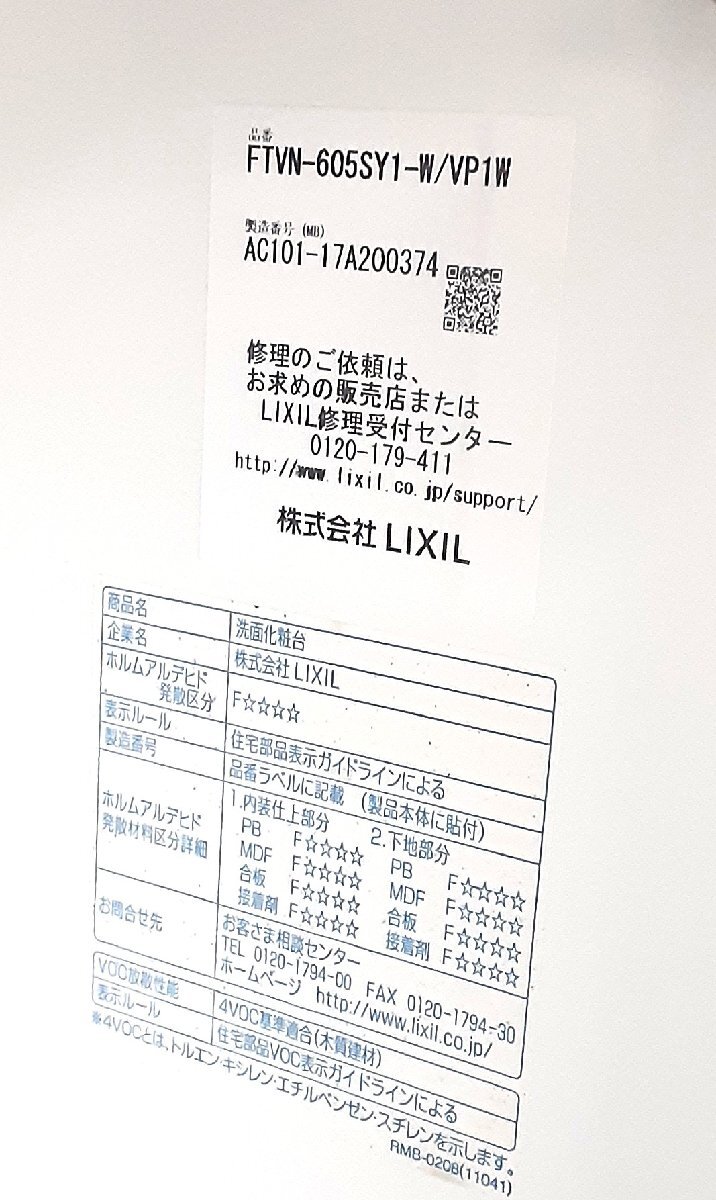 品番
FTVN-605SY1-W/VP1W
製造番号 (MB)
AC101-17A200374
修理のご依頼は、
お求めの販売店または
LIXIL修理受付センター
0120-179-411
http://www.lixil.co.jp/support/
株式会社 LIXIL
商品名 洗面化粧台
企業名 株式会社 LIXIL
ホルムアルデヒド
発散区分 F☆☆☆☆
表示ルール 住宅部品表示ガイドラインによる
製造番号 品番ラベルに記載 (製品本体に貼付)
ホルムアルデヒド
発散材料区分詳細
1.内装仕上部分 2.下地部分
PB F☆☆☆☆ PB F☆☆☆☆
MDF F☆☆☆☆ MDF F☆☆☆☆
合板 F☆☆☆☆ 合板 F☆☆☆☆
接着剤 F☆☆☆☆ 接着剤 F☆☆☆☆
お問合せ先 お客さま相談センター
TEL 0120-1794-00 FAX 0120-1794-30
ホームページ http://www.lixil.co.jp/
VOC放散性能 4VOC基準適合(木質建材)
表示ルール 住宅部品VOC表示ガイドラインによる
※4VOCとは、トルエン・キシレン・エチルベンゼン・スチレンを示します。
RMB-0208(11041)